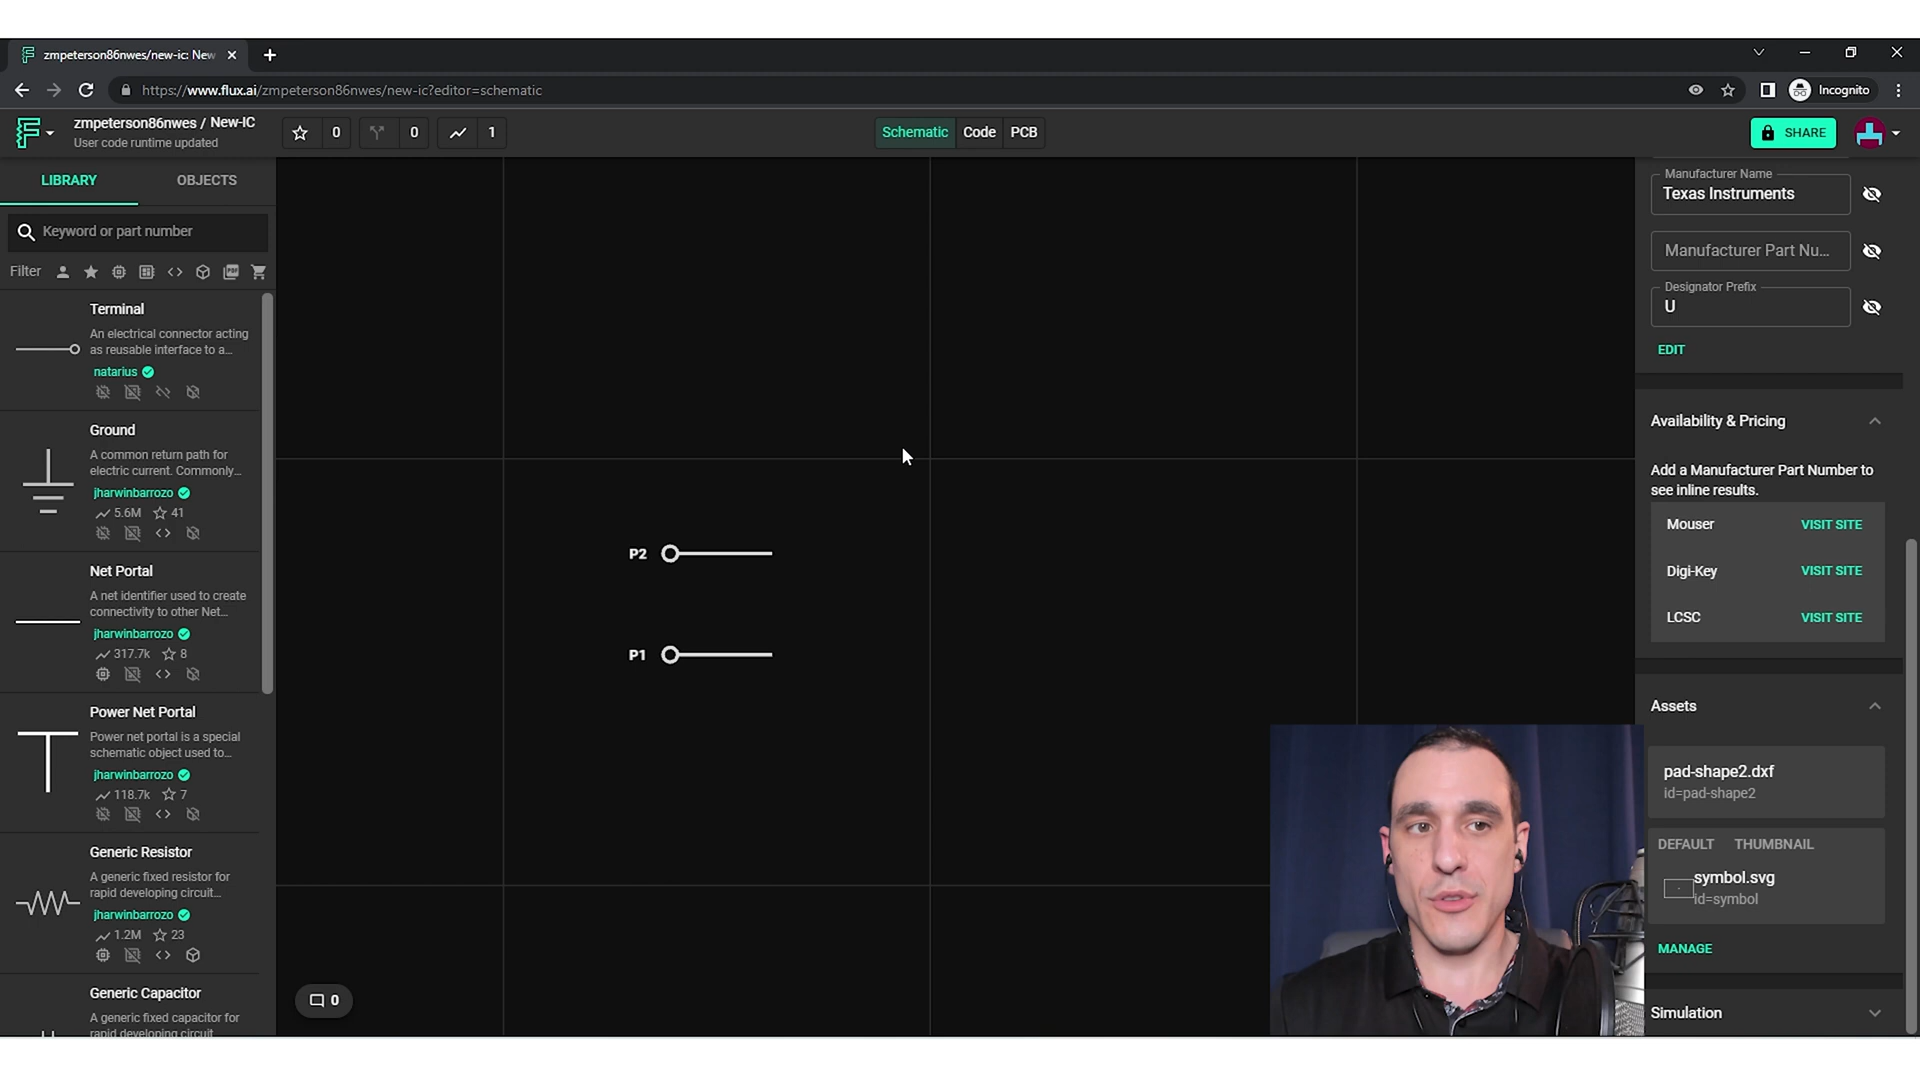 zmpeterson86nwes/new-ic: New
https://www.flux.ai/zmpeterson86nwes/new-ic?editor=schematic
Incognito
zmpeterson86nwes / New-IC
User code runtime updated
0
0
1
Schematic
Code
PCB
SHARE
LIBRARY
OBJECTS
Keyword or part number
Filter
PDF
Terminal
An electrical connector acting
as reusable interface to a...
natarius
Ground
A common return path for
electric current. Commonly...
jharwinbarrozo
5.6M
41
Net Portal
A net identifier used to create
connectivity to other Net...
jharwinbarrozo
317.7k
8
Power Net Portal
Power net portal is a special
schematic object used to...
jharwinbarrozo
118.7k
7
Generic Resistor
A generic fixed resistor for
rapid developing circuit...
jharwinbarrozo
1.2M
23
Generic Capacitor
A generic fixed capacitor for
rapid developing circuit
P2
P1
0
Manufacturer Name
Texas Instruments
Manufacturer Part Nu...
Designator Prefix
U
EDIT
Availability & Pricing
Add a Manufacturer Part Number to
see inline results.
Mouser
VISIT SITE
Digi-Key
VISIT SITE
LCSC
VISIT SITE
Assets
pad-shape2.dxf
id=pad-shape2
DEFAULT
THUMBNAIL
symbol.svg
id=symbol
MANAGE
Simulation